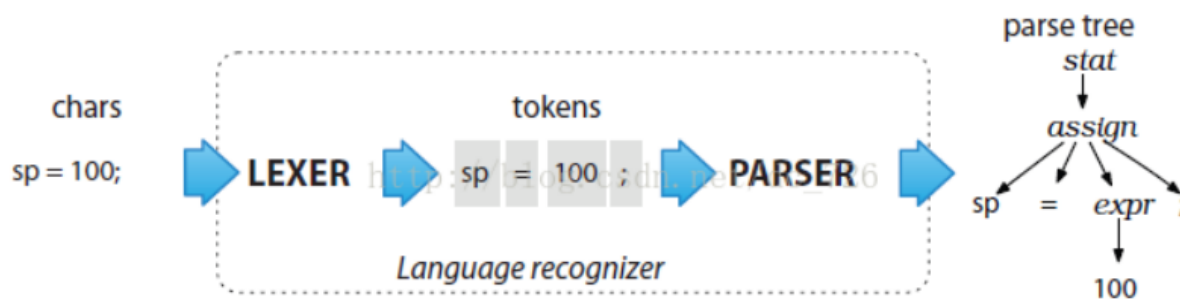 parse tree
stat
chars
tokens
assign
sp = 100;
LEXER
sp = 100 ;
PARSER
sp = expr ;
Language recognizer
100